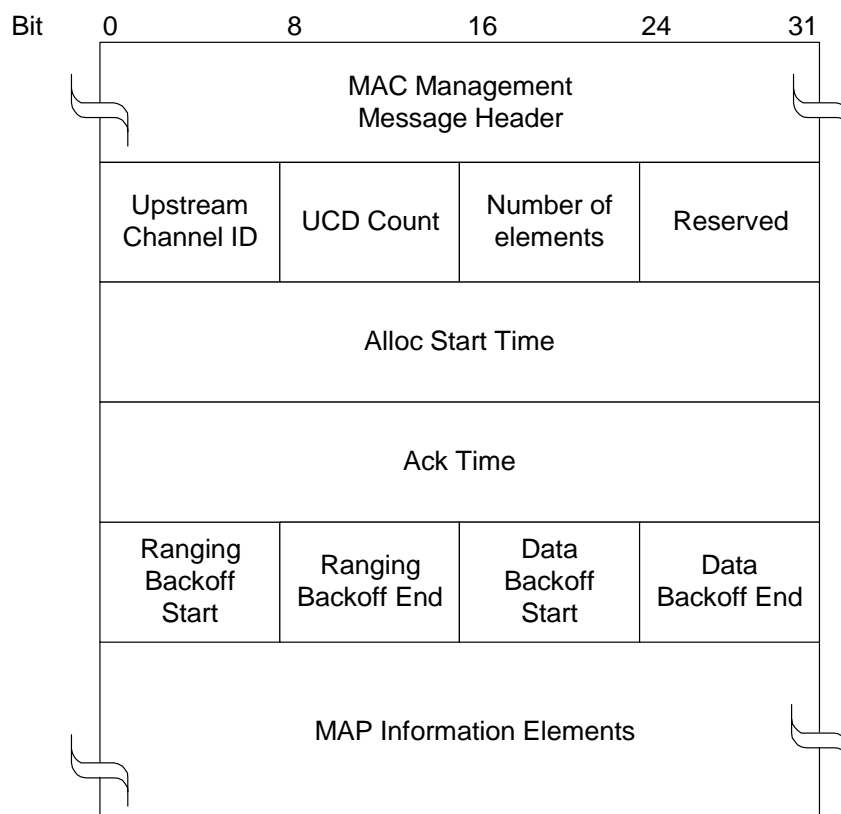 Bit 0 8 16 24 31
MAC Management
Message Header
Upstream
Channel ID
UCD Count
Number of
elements
Reserved
Alloc Start Time
Ack Time
Ranging
Backoff
Start
Ranging
Backoff End
Data
Backoff
Start
Data
Backoff End
MAP Information Elements